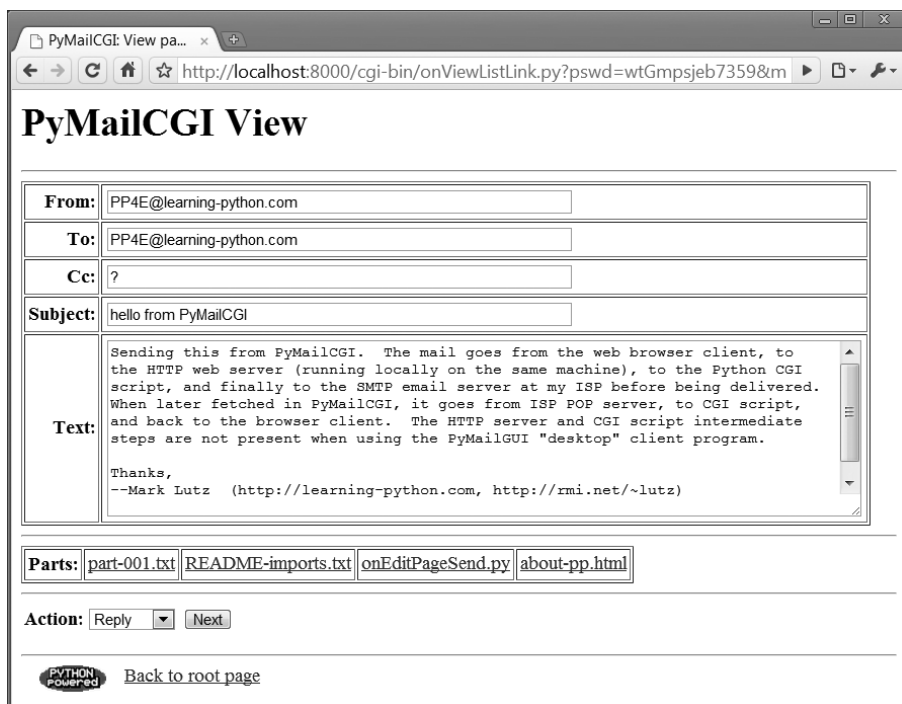 PyMailCGI: View pa...
http://localhost:8000/cgi-bin/onViewListLink.py?pswd=wtGmpsjeb7359&m
PyMailCGI View
From: PP4E@learning-python.com
To: PP4E@learning-python.com
Cc: ?
Subject: hello from PyMailCGI
Text:
Sending this from PyMailCGI.  The mail goes from the web browser client, to
the HTTP web server (running locally on the same machine), to the Python CGI
script, and finally to the SMTP email server at my ISP before being delivered.
When later fetched in PyMailCGI, it goes from ISP POP server, to CGI script,
and back to the browser client.  The HTTP server and CGI script intermediate
steps are not present when using the PyMailGUI "desktop" client program.
Thanks,
--Mark Lutz  (http://learning-python.com, http://rmi.net/~lutz)
Parts: part-001.txt README-imports.txt onEditPageSend.py about-pp.html
Action: Reply Next
PYTHON
Powered
Back to root page